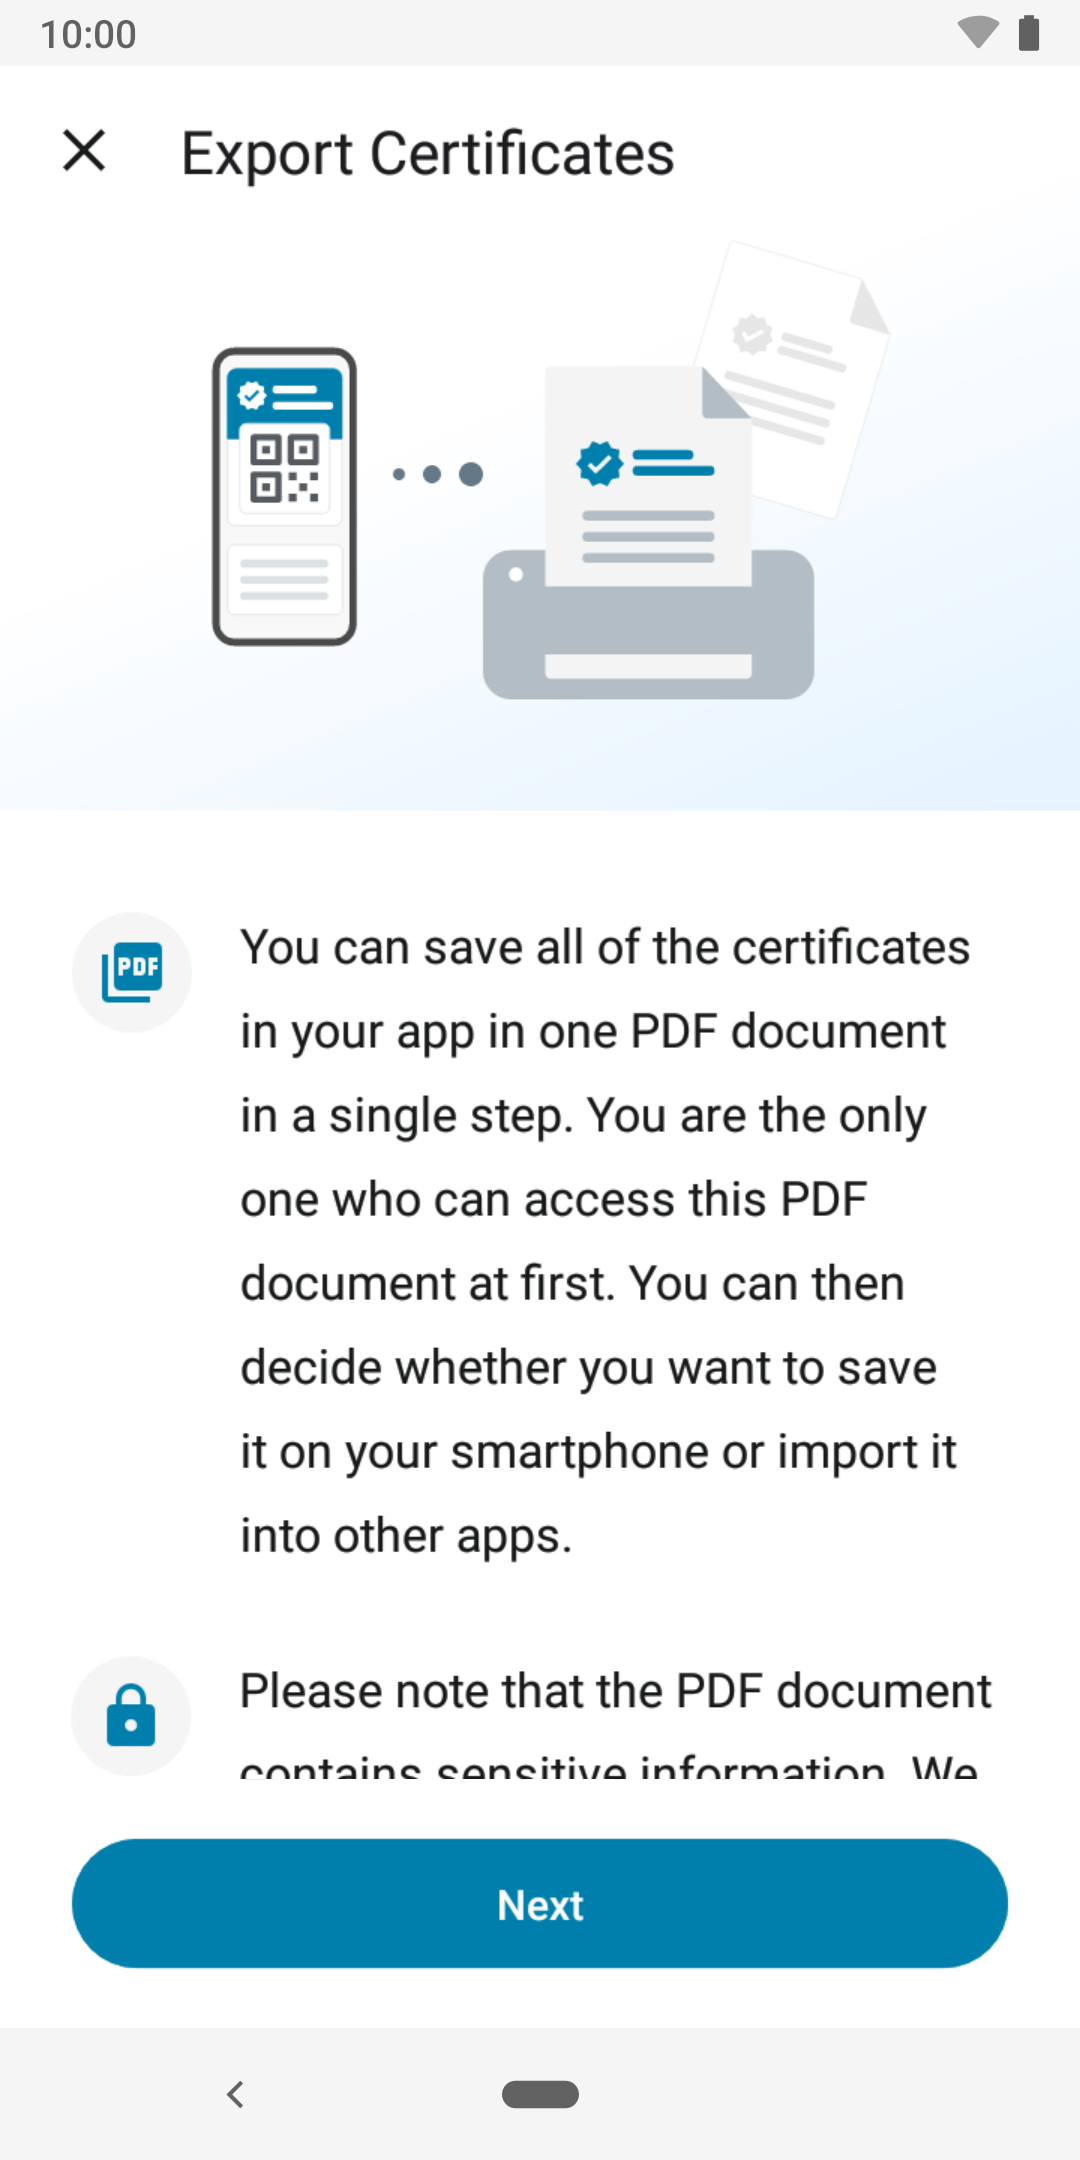 10:00
Export Certificates
PDF
You can save all of the certificates
in your app in one PDF document
in a single step. You are the only
one who can access this PDF
document at first. You can then
decide whether you want to save
it on your smartphone or import it
into other apps.
Please note that the PDF document
contains sensitive information. We
Next